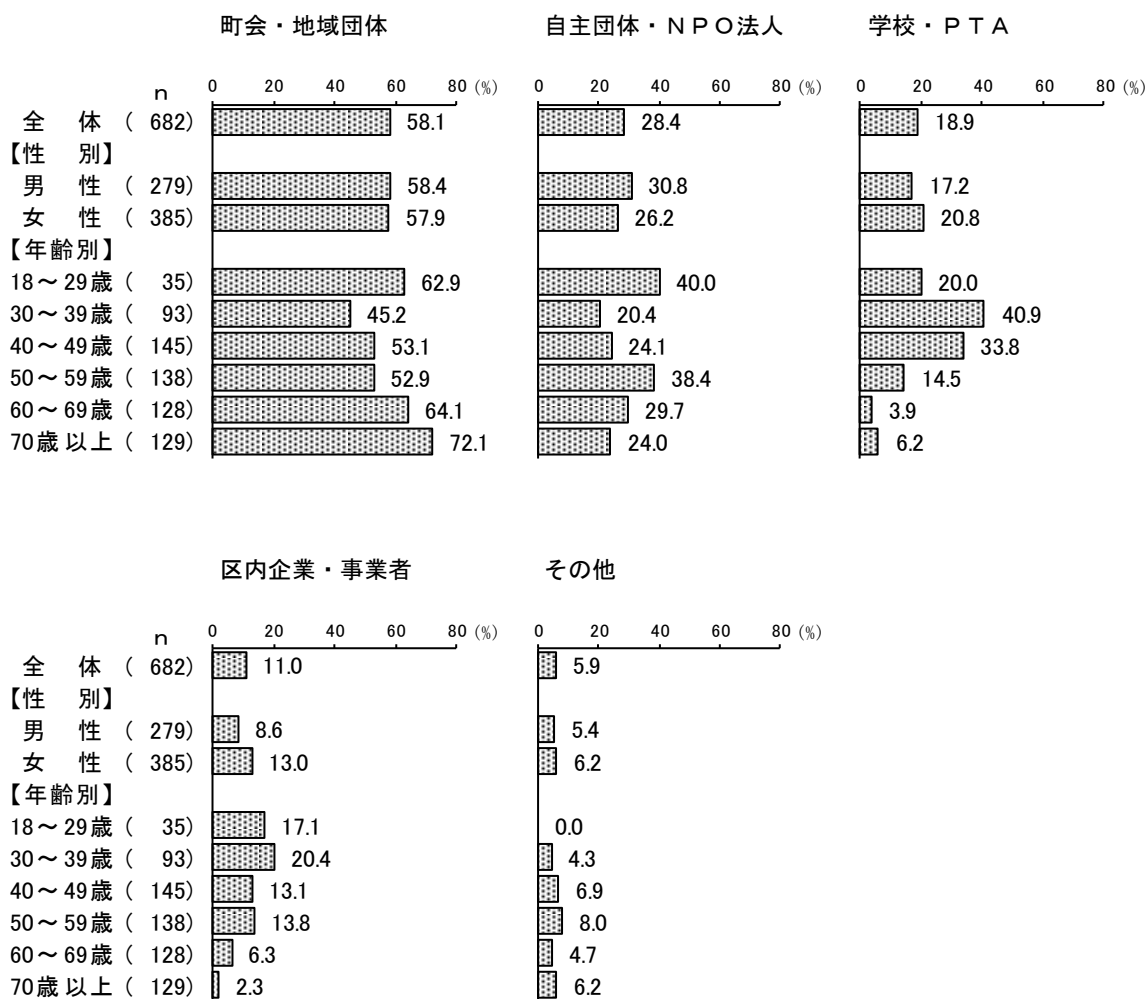 町会・地域団体　自主団体・ＮＰＯ法人　学校・ＰＴＡ
ｎ 0 20 40 60 80 (%) 0 20 40 60 80 (%) 0 20 40 60 80 (%)
全　体 ( 682) 58.1 28.4 18.9
【性　別】
男　性 ( 279) 58.4 30.8 17.2
女　性 ( 385) 57.9 26.2 20.8
【年齢別】
18～29歳 ( 35) 62.9 40.0 20.0
30～39歳 ( 93) 45.2 20.4 40.9
40～49歳 ( 145) 53.1 24.1 33.8
50～59歳 ( 138) 52.9 38.4 14.5
60～69歳 ( 128) 64.1 29.7 3.9
70歳以上 ( 129) 72.1 24.0 6.2
区内企業・事業者　その他
ｎ 0 20 40 60 80 (%) 0 20 40 60 80 (%)
全　体 ( 682) 11.0 5.9
【性　別】
男　性 ( 279) 8.6 5.4
女　性 ( 385) 13.0 6.2
【年齢別】
18～29歳 ( 35) 17.1 0.0
30～39歳 ( 93) 20.4 4.3
40～49歳 ( 145) 13.1 6.9
50～59歳 ( 138) 13.8 8.0
60～69歳 ( 128) 6.3 4.7
70歳以上 ( 129) 2.3 6.2